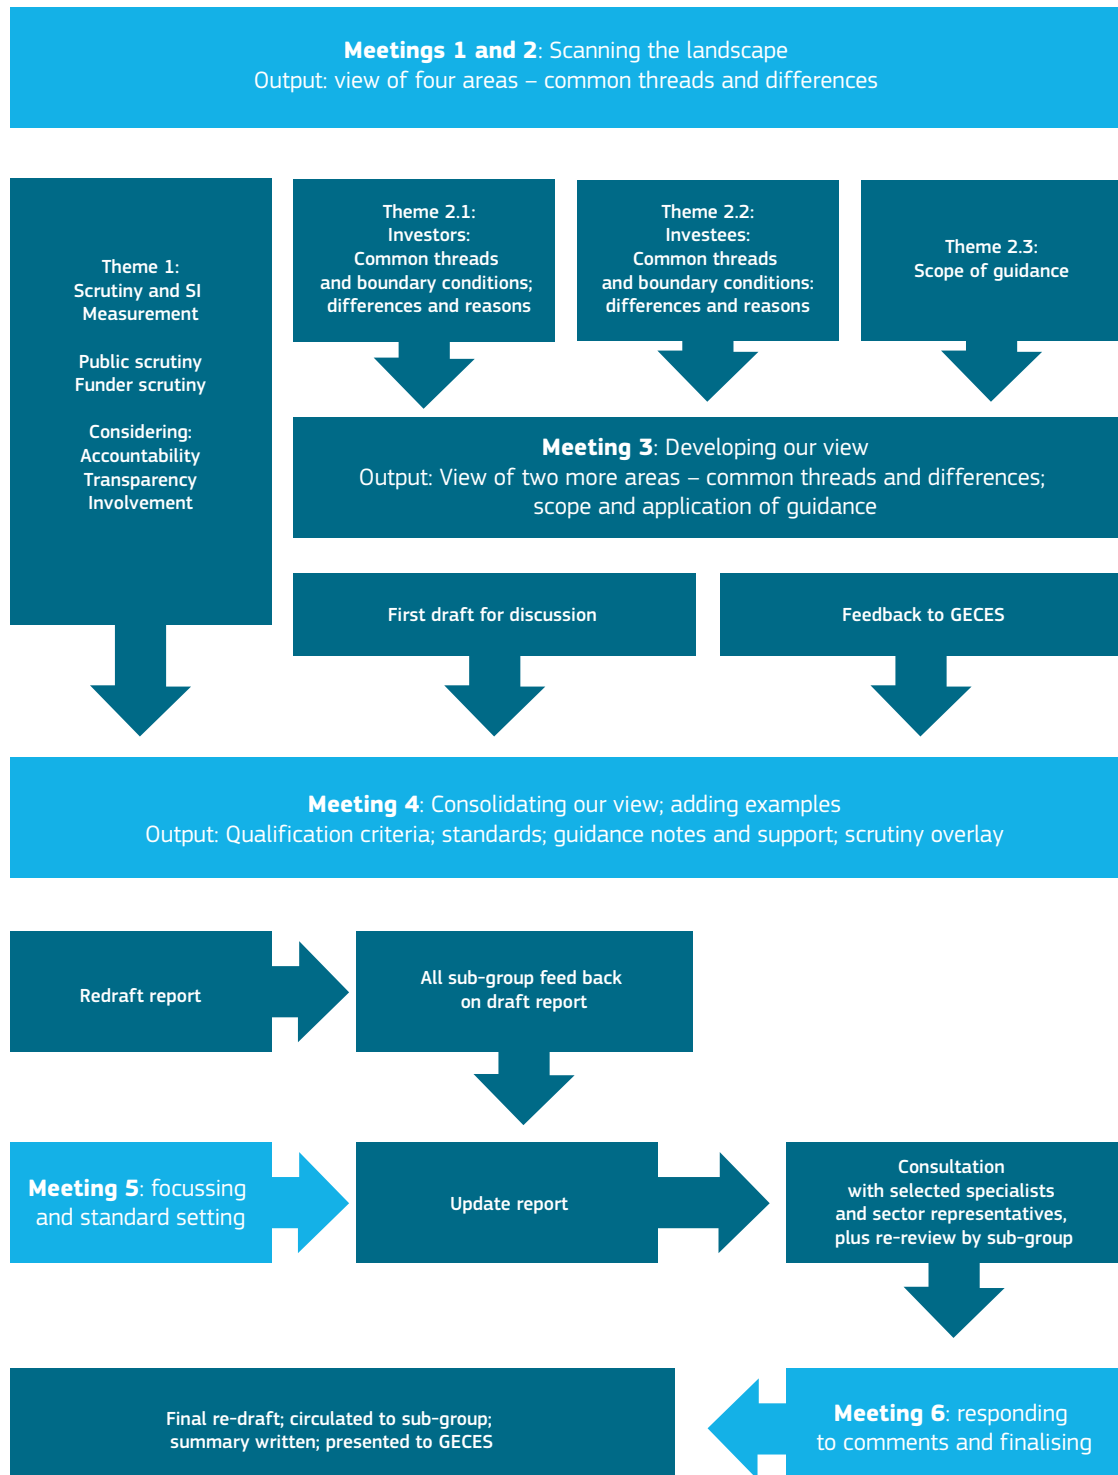 Meetings 1 and 2: Scanning the landscape
Output: view of four areas – common threads and differences
Theme 1:
Scrutiny and SI
Measurement
Public scrutiny
Funder scrutiny
Considering:
Accountability
Transparency
Involvement
Theme 2.1:
Investors:
Common threads
and boundary conditions;
differences and reasons
Theme 2.2:
Investees:
Common threads
and boundary conditions:
differences and reasons
Theme 2.3:
Scope of guidance
Meeting 3: Developing our view
Output: View of two more areas – common threads and differences;
scope and application of guidance
First draft for discussion
Feedback to GECES
Meeting 4: Consolidating our view; adding examples
Output: Qualification criteria; standards; guidance notes and support; scrutiny overlay
Redraft report
All sub-group feed back
on draft report
Meeting 5: focussing
and standard setting
Update report
Consultation
with selected specialists
and sector representatives,
plus re-review by sub-group
Final re-draft; circulated to sub-group;
summary written; presented to GECES
Meeting 6: responding
to comments and finalising